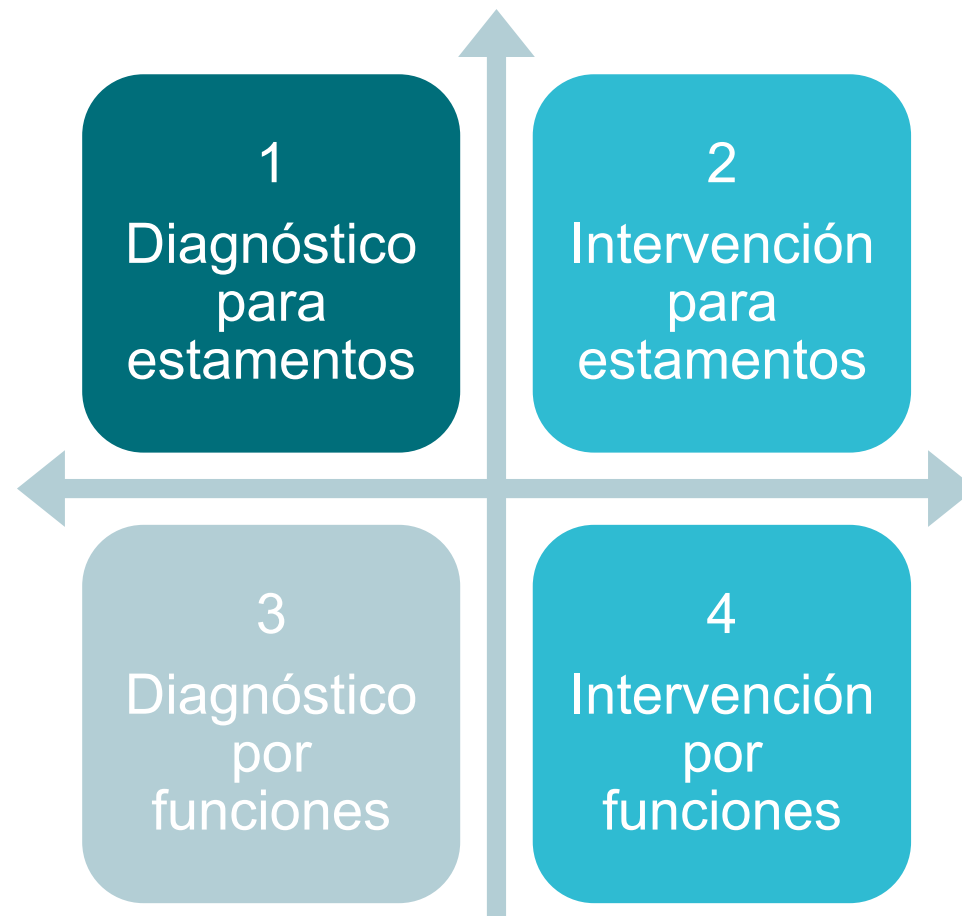 1
Diagnóstico
para
estamentos
2
Intervención
para
estamentos
3
Diagnóstico
por
funciones
4
Intervención
por
funciones